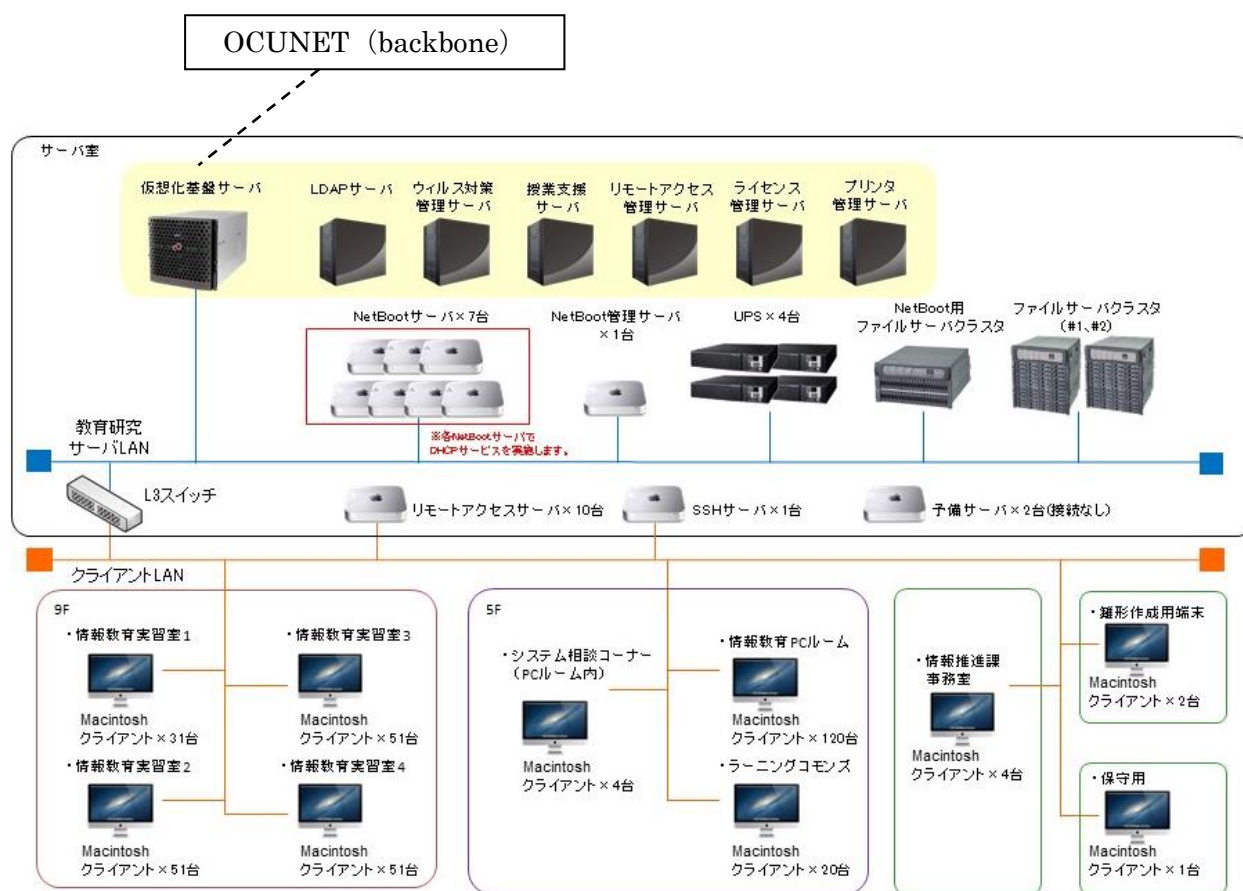 OCUNET (backbone)
サーバ室
仮想化基盤サーバ
LDAPサーバ
ウィルス対策
管理サーバ
授業支援
サーバ
リモートアクセス
管理サーバ
ライセンス
管理サーバ
プリンタ
管理サーバ
NetBootサーバ×7台
NetBoot管理サーバ
×1台
UPS×4台
NetBoot用
ファイルサーバクラスタ
ファイルサーバクラスタ
(#1、#2)
※各NetBootサーバで
DHCPサービスを実施します。
教育研究
サーバLAN
L3スイッチ
リモートアクセスサーバ×10台
SSHサーバ×1台
予備サーバ×2台(接続なし)
クライアントLAN
9F
・情報教育実習室1
Macintosh
クライアント×31台
・情報教育実習室3
Macintosh
クライアント×51台
・情報教育実習室2
Macintosh
クライアント×51台
・情報教育実習室4
Macintosh
クライアント×51台
5F
・システム相談コーナー
(PCルーム内)
Macintosh
クライアント×4台
・情報教育PCルーム
Macintosh
クライアント×120台
・ラーニングコモンズ
Macintosh
クライアント×20台
・情報推進課
事務室
Macintosh
クライアント×4台
・雛形作成用端末
Macintosh
クライアント×2台
・保守用
Macintosh
クライアント×1台